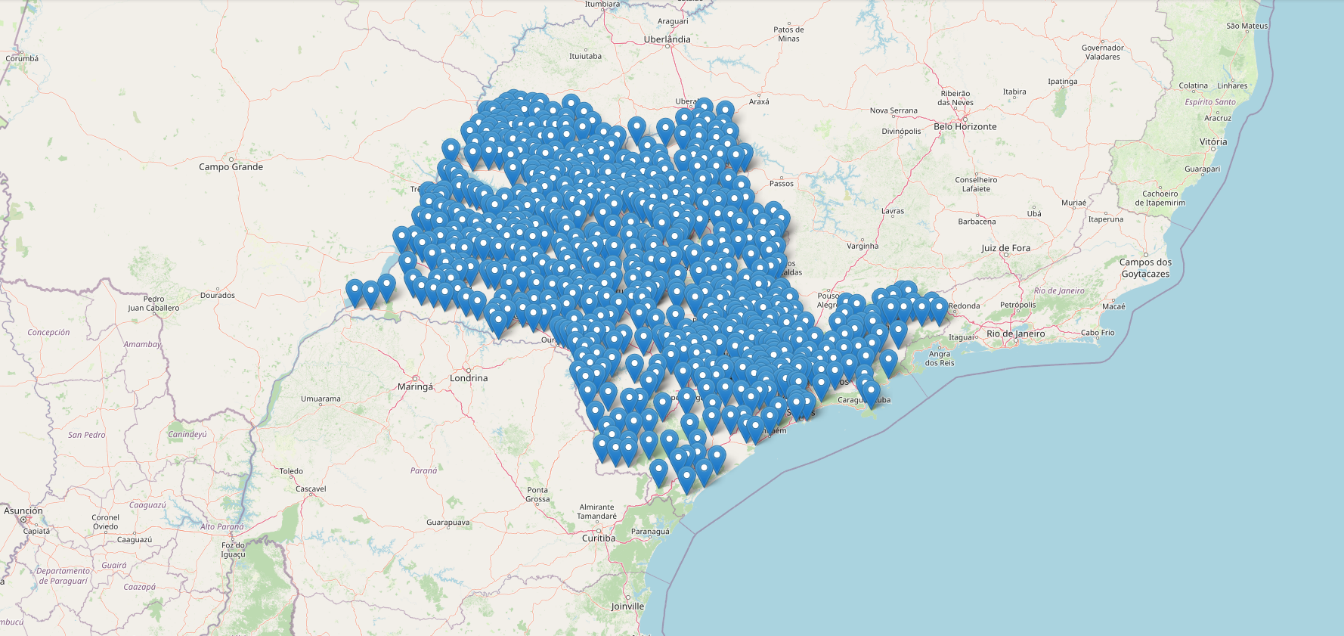 Itumbiara
Araguari
Uberlândia
Patos de
Minas
São Mateus
Corumbá
Ituiutaba
Governador
Valadares
Ipatinga
Colatina
Linhares
Ribeirão
das Neves
Itabira
Ubera
Araxá
Espírito Santo
Nova Serrana
Aracruz
Belo Horizonte
Divinópolis
Vitória
Campo Grande
Guarapari
Passos
Conselheiro
Lafaiete
Cachoeiro
de Itapemirim
Muriaé
Lavras
Ubá
Itaperuna
Barbacena
Varginha
Juiz de Fora
Campos dos
Goytacazes
os
aldas
Rio de Janeiro
Pedro
Juan Caballero
Dourados
Pouso
Alegre
Redonda
Petrópolis
Macaé
Concepción
Itaguaí
Rio de Janeiro
Cabo Frio
Amambay
Angra
dos Reis
Londrina
Maringá
Umuarama
Caragua
uba
San Pedro
Canindeyú
Toledo
Paraná
Cascavel
Ponta
Grossa
Asunción
Caaguazú
Almirante
Tamandaré
Coronel
Oviedo
Capiatá
Caaguazú
Alto Paraná
Guarapuava
Paranaguá
Curitiba
Foz do
Iguaçu
Guairá
Departamento
de Paraguarí
Caazapá
Joinville